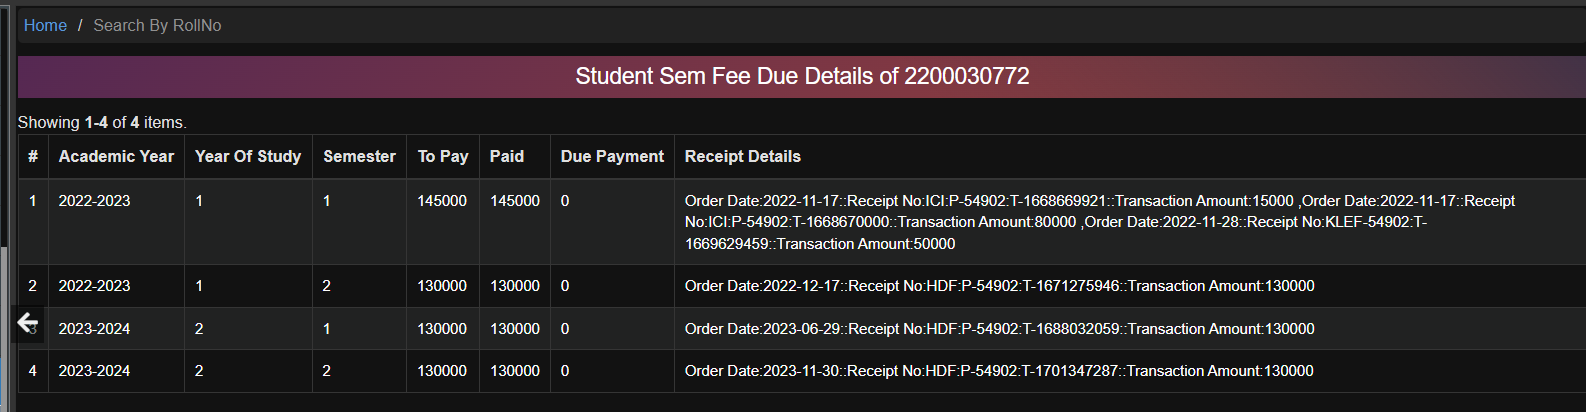 Home / Search By RollNo
Student Sem Fee Due Details of 2200030772
Showing 1-4 of 4 items.
# Academic Year Year Of Study Semester To Pay Paid Due Payment Receipt Details
1 2022-2023 1 1 145000 145000 0 Order Date:2022-11-17::Receipt No:ICI:P-54902:T-1668669921::Transaction Amount:15000 ,Order Date:2022-11-17::Receipt
No:ICI:P-54902:T-1668670000::Transaction Amount:80000 ,Order Date:2022-11-28::Receipt No:KLEF-54902:T-
1669629459::Transaction Amount:50000
2 2022-2023 1 2 130000 130000 0 Order Date:2022-12-17::Receipt No:HDF:P-54902:T-1671275946::Transaction Amount:130000
3 2023-2024 2 1 130000 130000 0 Order Date:2023-06-29::Receipt No:HDF:P-54902:T-1688032059::Transaction Amount:130000
4 2023-2024 2 2 130000 130000 0 Order Date:2023-11-30::Receipt No:HDF:P-54902:T-1701347287::Transaction Amount:130000